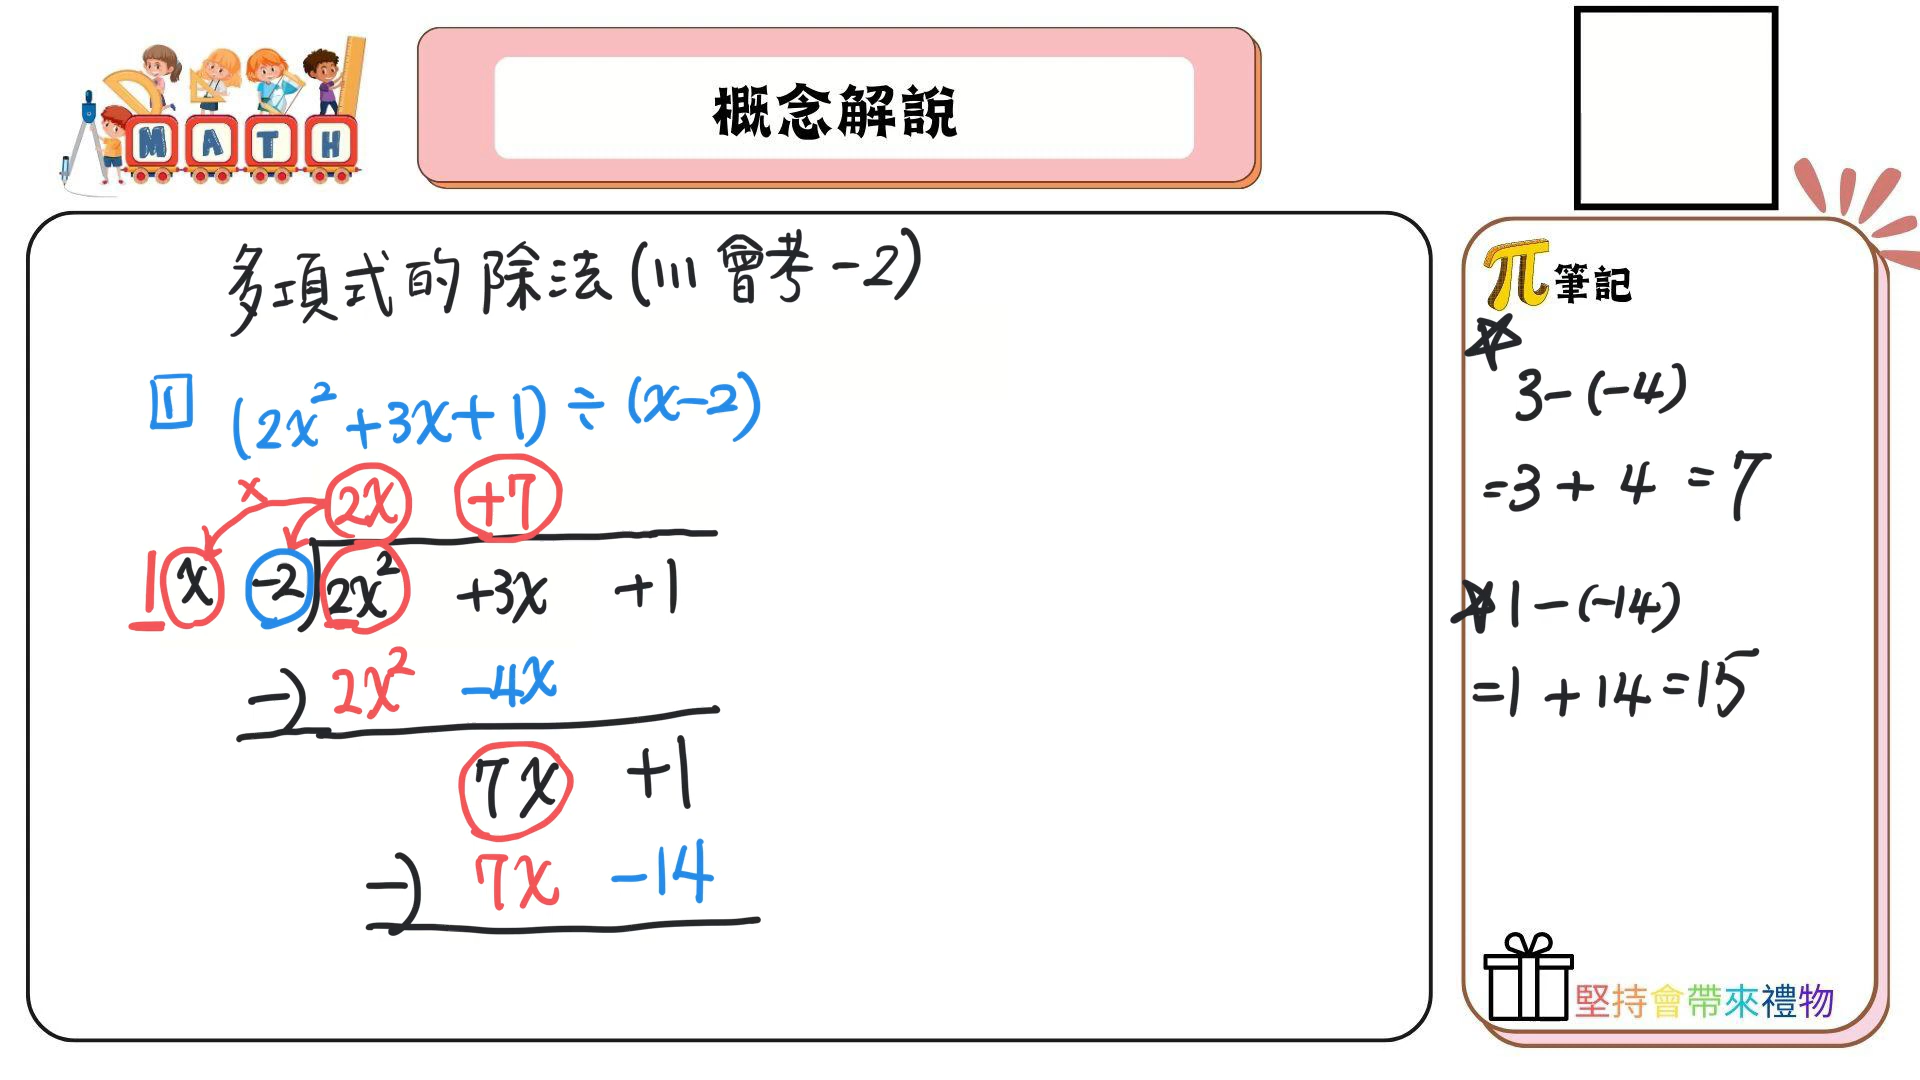 MATH
概念解說
多項式的除法(111會考-2)
1 (2x²+3x+1)÷(x-2)
x 2x +7
1 x -2 2x² +3x +1
-) 2x² -4x
7x +1
-) 7x -14
π筆記
3-(-4)
=3+4=7
1-(-14)
=1+14=15
堅持會帶來禮物